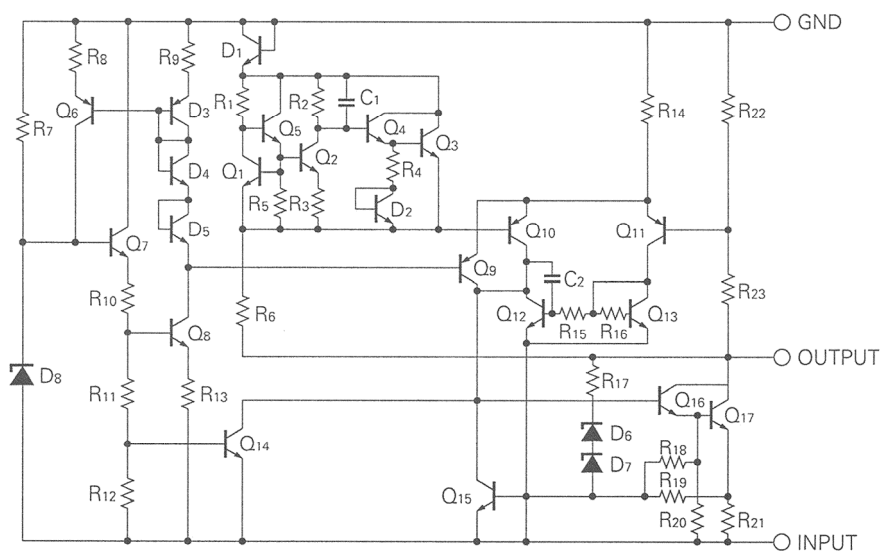 GND
D1
R8
R9
R1
R2
C1
R14
R22
Q6
D3
Q5
Q4
R7
Q1
Q2
R4
Q3
D4
R5
R3
D2
D5
Q7
Q10
Q11
Q9
C2
R23
R10
R6
Q12
Q13
Q8
R15
R16
OUTPUT
D8
R17
R11
R13
Q16
Q17
D6
Q14
D7
R18
R12
Q15
R19
R20
R21
INPUT